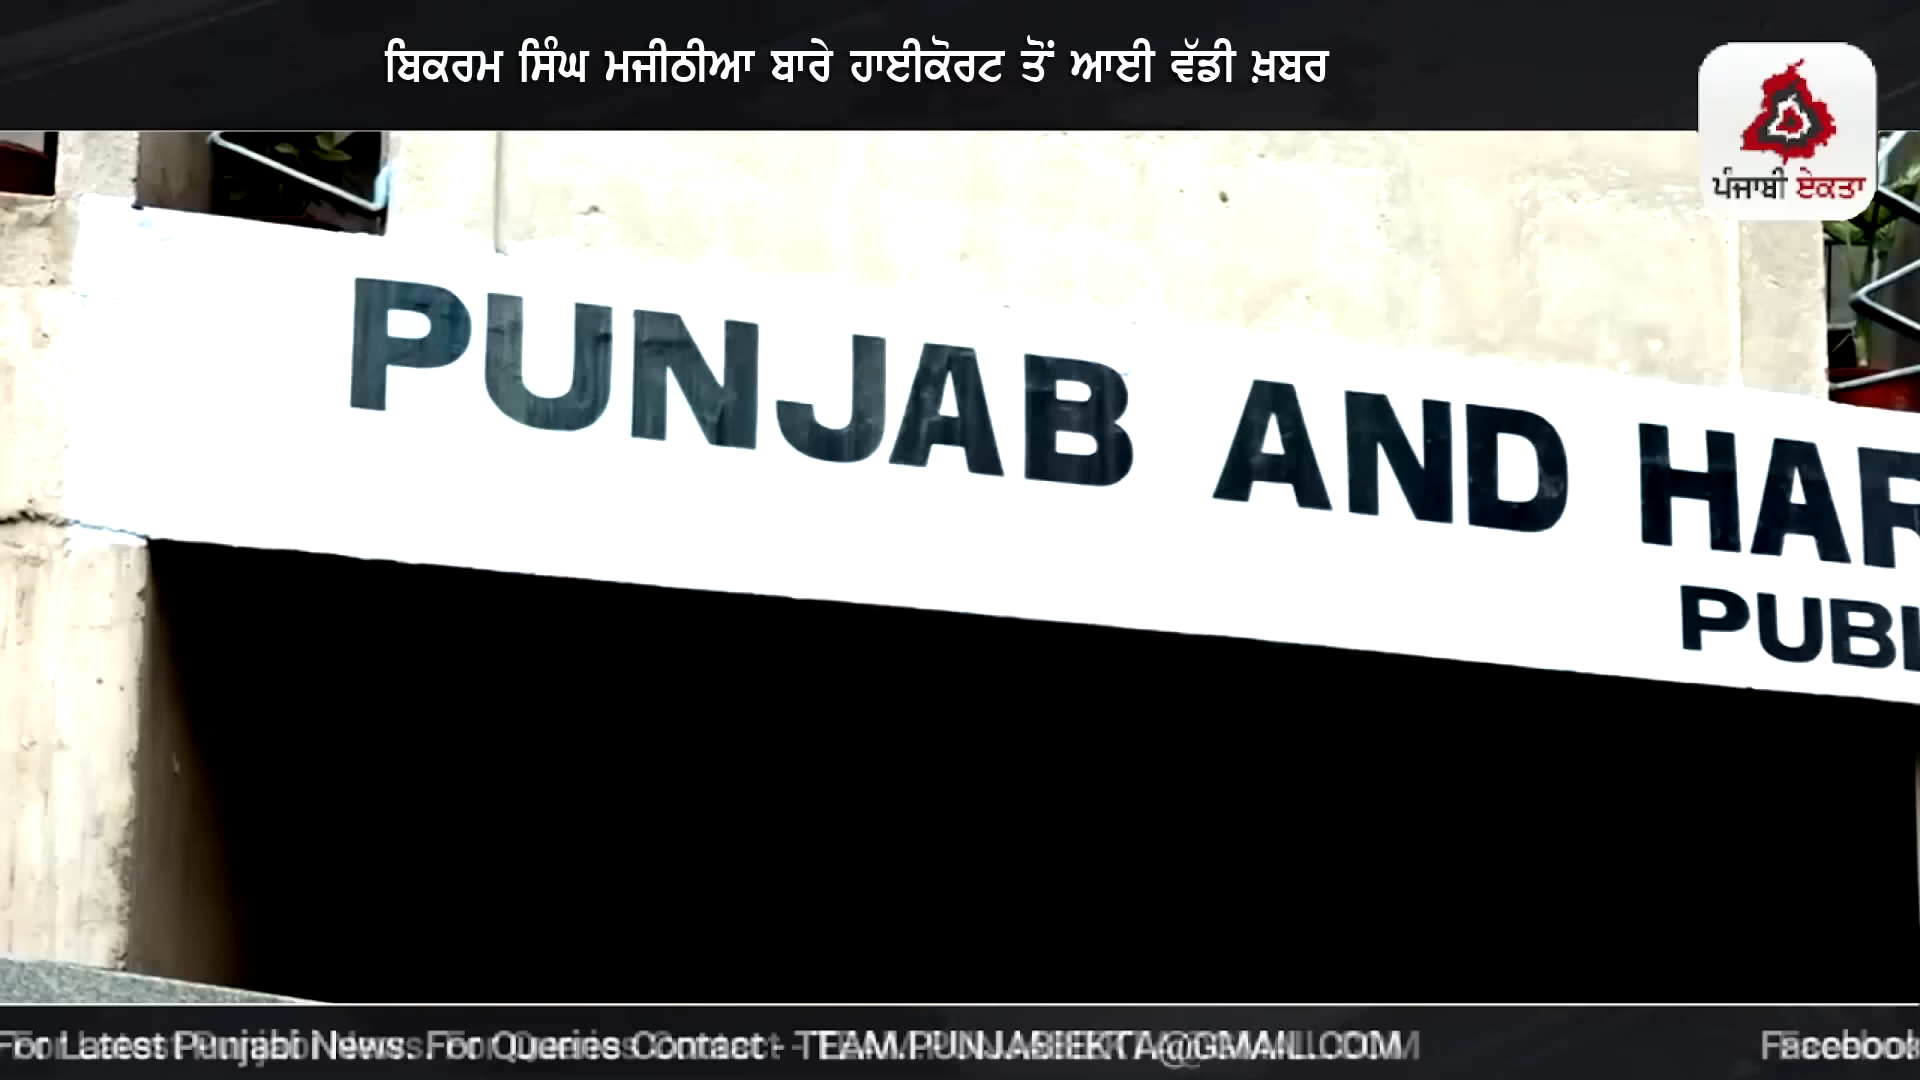 ਬਿਕਰਮ ਸਿੰਘ ਮਜੀਠੀਆ ਬਾਰੇ ਹਾਈਕੋਰਟ ਤੋਂ ਆਈ ਵੱਡੀ ਖ਼ਬਰ
ਪੰਜਾਬੀ ਏਕਤਾ
PUNJAB AND HAR
PUBL
For Latest Punjabi News. For Queries Contact - TEAM.PUNJABIEKTA@GMAIL.COM
Facebook